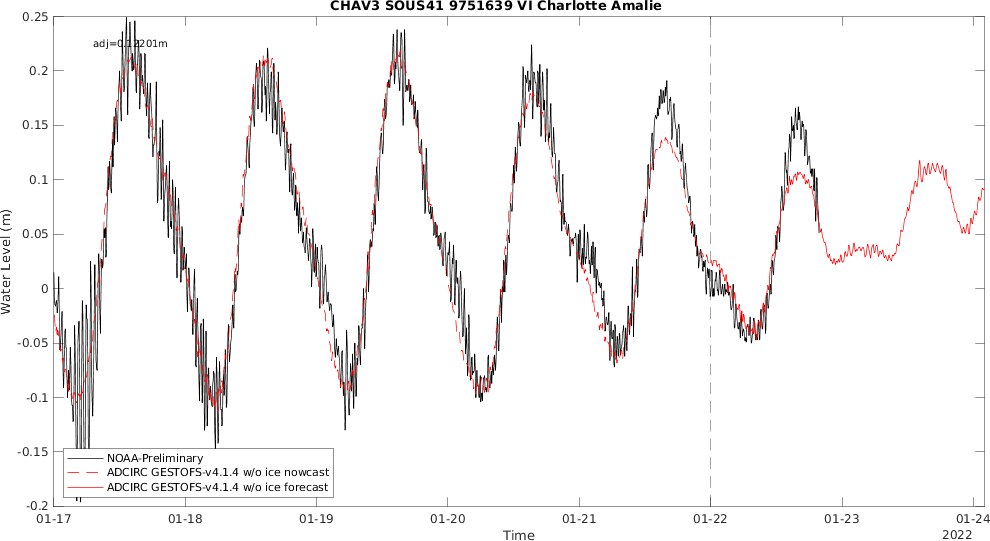 CHAV3 SOUS41 9751639 VI Charlotte Amalie
adj=0.12201m
0.25
0.2
0.15
0.1
0.05
0
-0.05
-0.1
-0.15
-0.2
Water Level (m)
NOAA-Preliminary
ADCIRC GESTOFS-v4.1.4 w/o ice nowcast
ADCIRC GESTOFS-v4.1.4 w/o ice forecast
01-17 01-18 01-19 01-20 01-21 01-22 01-23 01-24
Time
2022